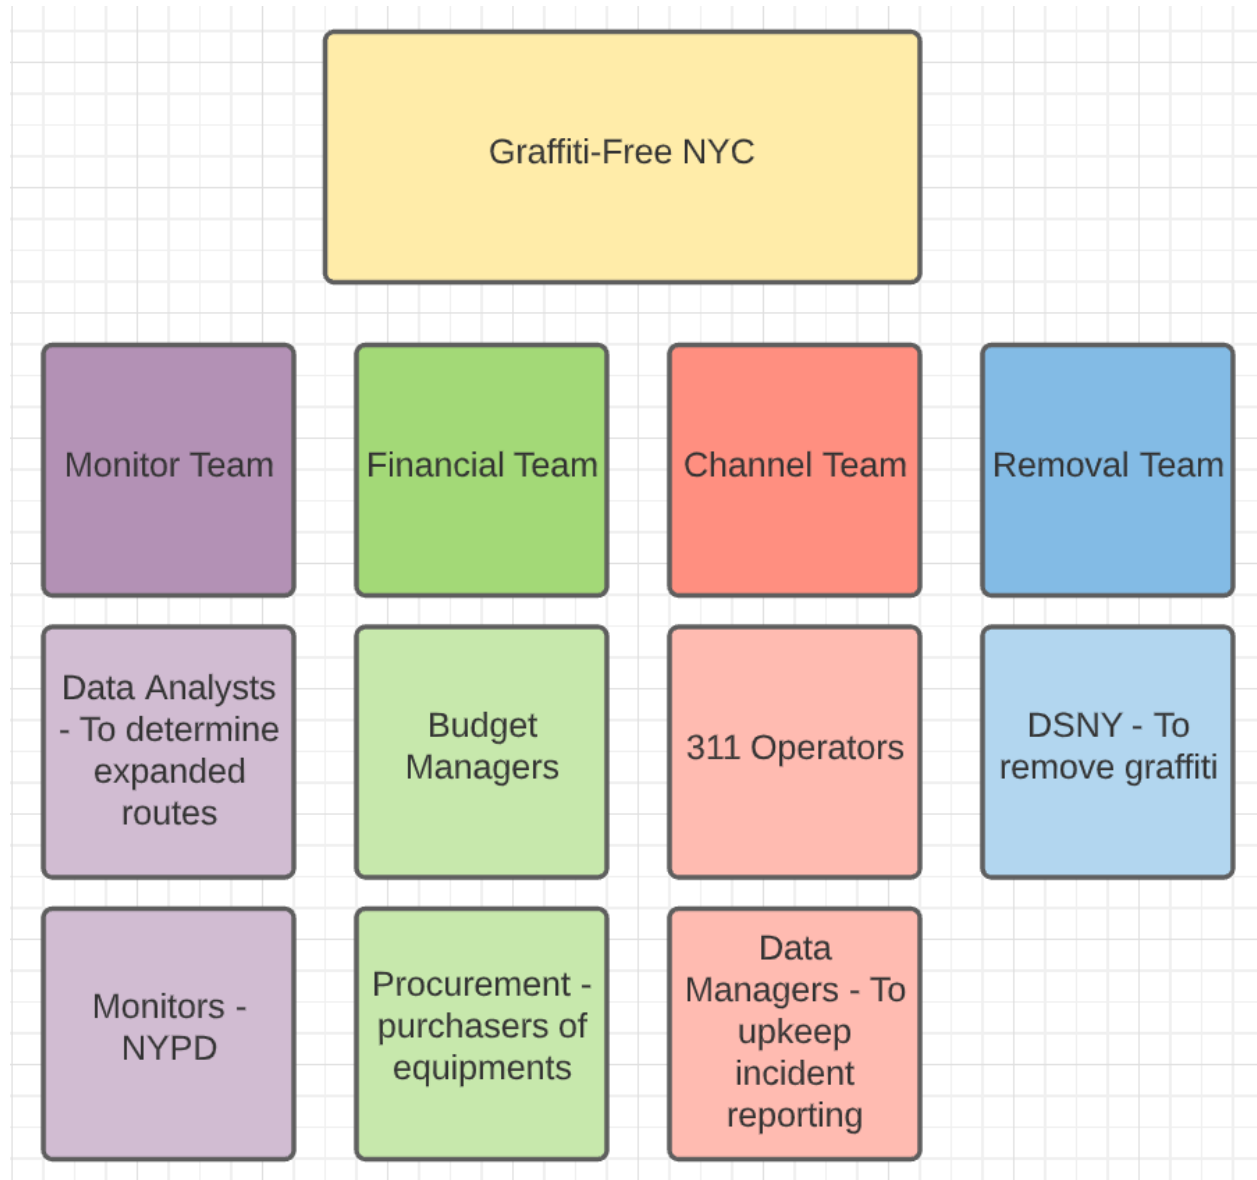 Graffiti-Free NYC
Monitor Team
Financial Team
Channel Team
Removal Team
Data Analysts
- To determine
expanded
routes
Budget
Managers
311 Operators
DSNY - To
remove graffiti
Monitors -
NYPD
Procurement -
purchasers of
equipments
Data
Managers - To
upkeep
incident
reporting